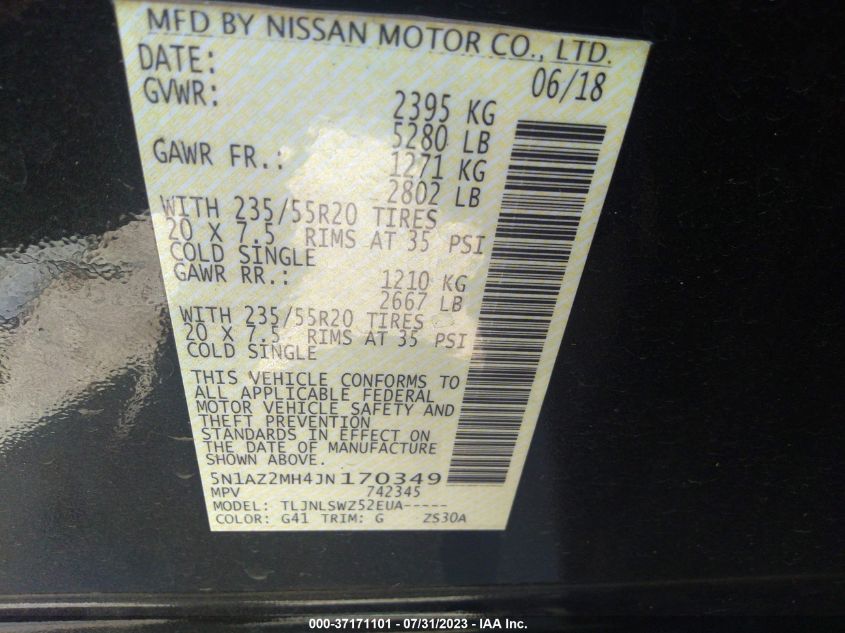 MFD BY NISSAN MOTOR CO., LTD.
DATE: 06/18
GVWR: 2395 KG
5280 LB
GAWR FR.: 1271 KG
2802 LB
WITH 235/55R20 TIRES
20 X 7.5 RIMS AT 35 PSI
COLD SINGLE
GAWR RR.: 1210 KG
2667 LB
WITH 235/55R20 TIRES
20 X 7.5 RIMS AT 35 PSI
COLD SINGLE
THIS VEHICLE CONFORMS TO
ALL APPLICABLE FEDERAL
MOTOR VEHICLE SAFETY AND
THEFT PREVENTION
STANDARDS IN EFFECT ON
THE DATE OF MANUFACTURE
SHOWN ABOVE.
5N1AZ2MH4JN170349
MPV 742345
MODEL: TLJNLSWZ52EUA-----
COLOR: G41 TRIM: G ZS30A
000-37171101 - 07/31/2023 - IAA Inc.